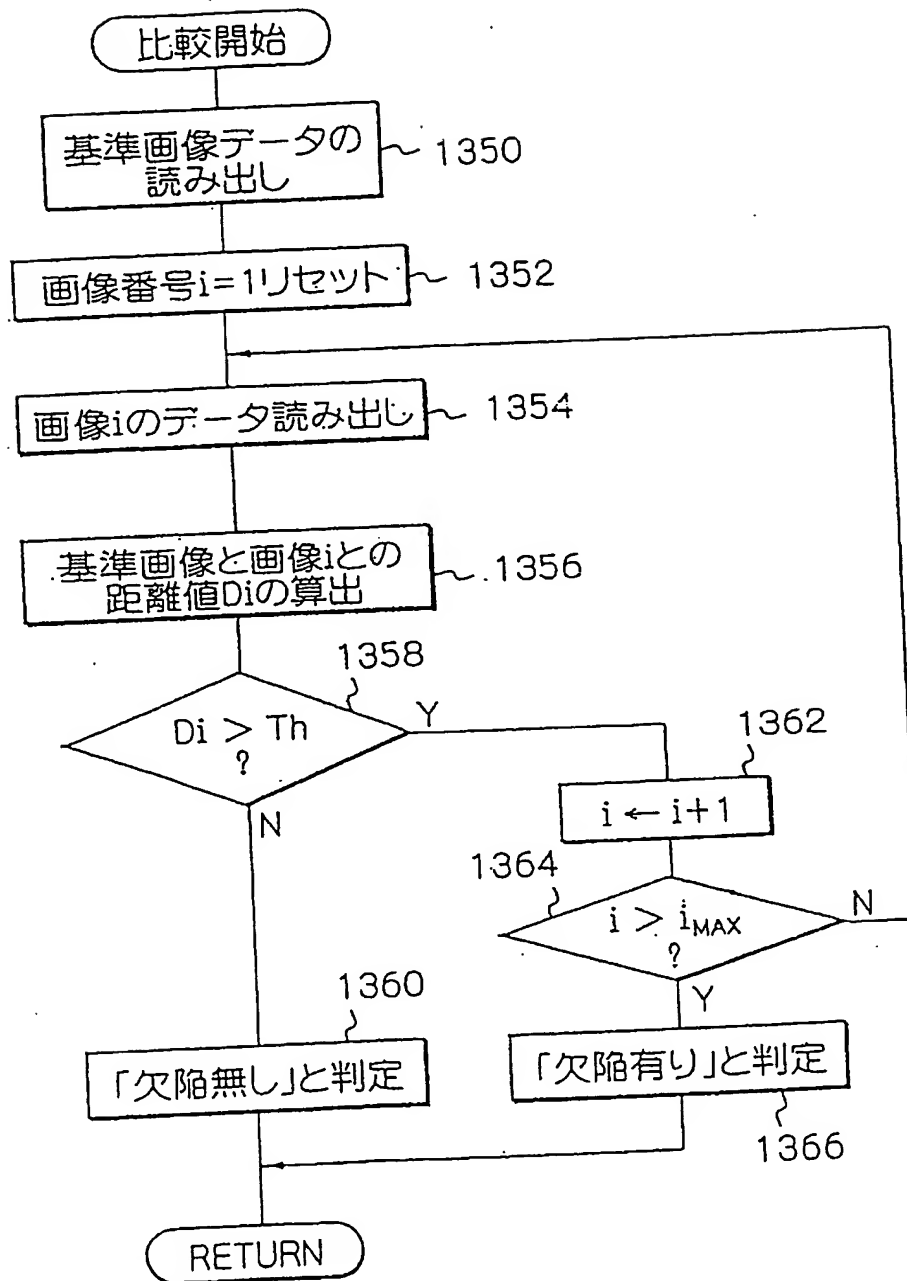 比較開始
基準画像データの
読み出し
1350
画像番号i=1リセット
1352
画像iのデータ読み出し
1354
基準画像と画像iとの
距離値Diの算出
1356
1358
Di > Th
?
Y
N
1362
i ← i+1
1364
i > iMAX
?
N
Y
1360
「欠陥無し」と判定
「欠陥有り」と判定
1366
RETURN